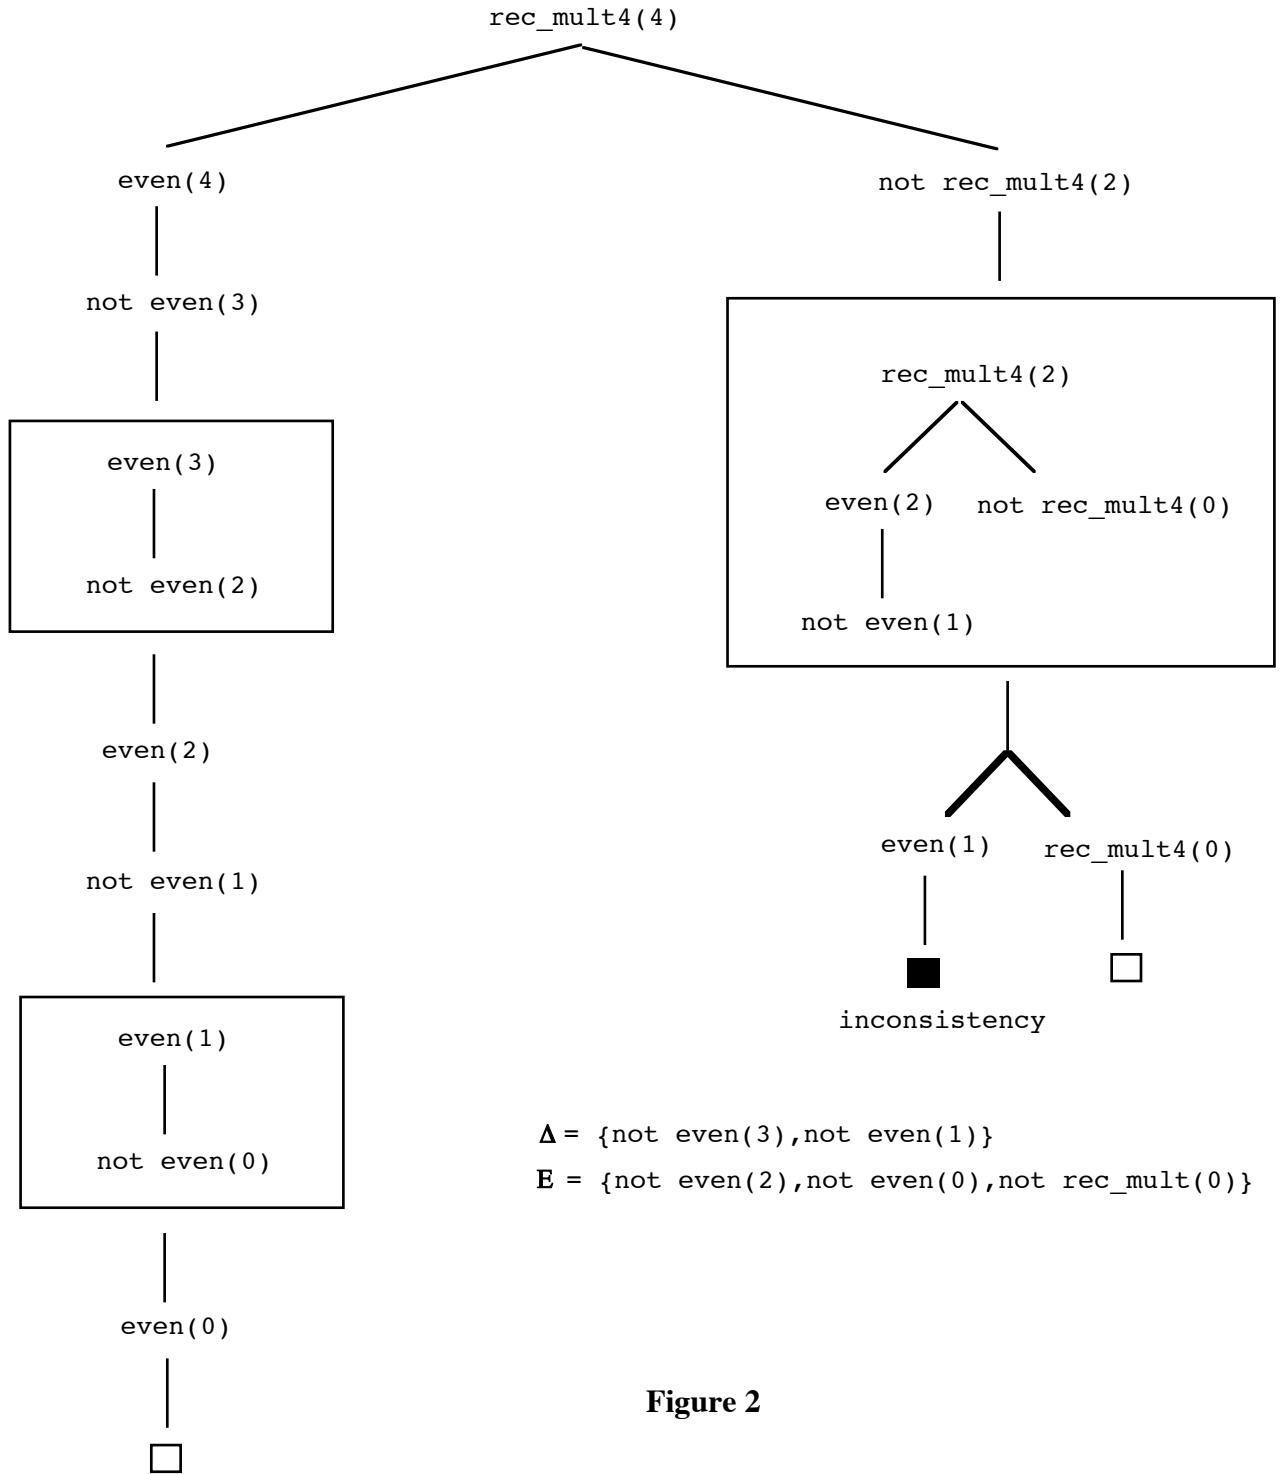 rec_mult4(4)
even(4)
not even(3)
even(3)
not even(2)
even(2)
not even(1)
even(1)
not even(0)
even(0)
not rec_mult4(2)
rec_mult4(2)
even(2) not rec_mult4(0)
not even(1)
even(1) rec_mult4(0)
inconsistency
Δ = {not even(3),not even(1)}
E = {not even(2),not even(0),not rec_mult(0)}
Figure 2